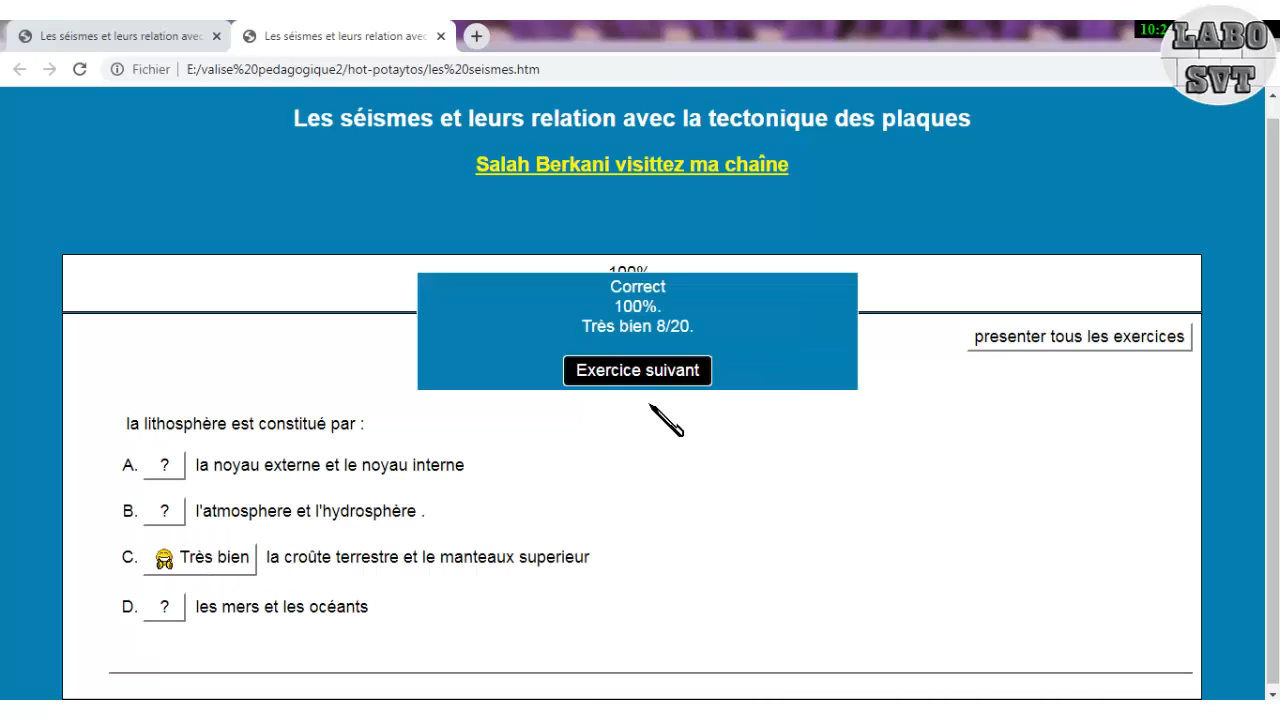 Les séismes et leurs relation avec
Les séismes et leurs relation avec
10:2
LABO
SVT
Fichier
E:/valise%20pedagogique2/hot-potaytos/les%20seismes.htm
Les séismes et leurs relation avec la tectonique des plaques
Salah Berkani visittez ma chaîne
100%
Correct
100%.
Très bien 8/20.
Exercice suivant
presenter tous les exercices
la lithosphère est constitué par :
A. ? la noyau externe et le noyau interne
B. ? l'atmosphere et l'hydrosphère .
C. Très bien la croûte terrestre et le manteaux superieur
D. ? les mers et les océants